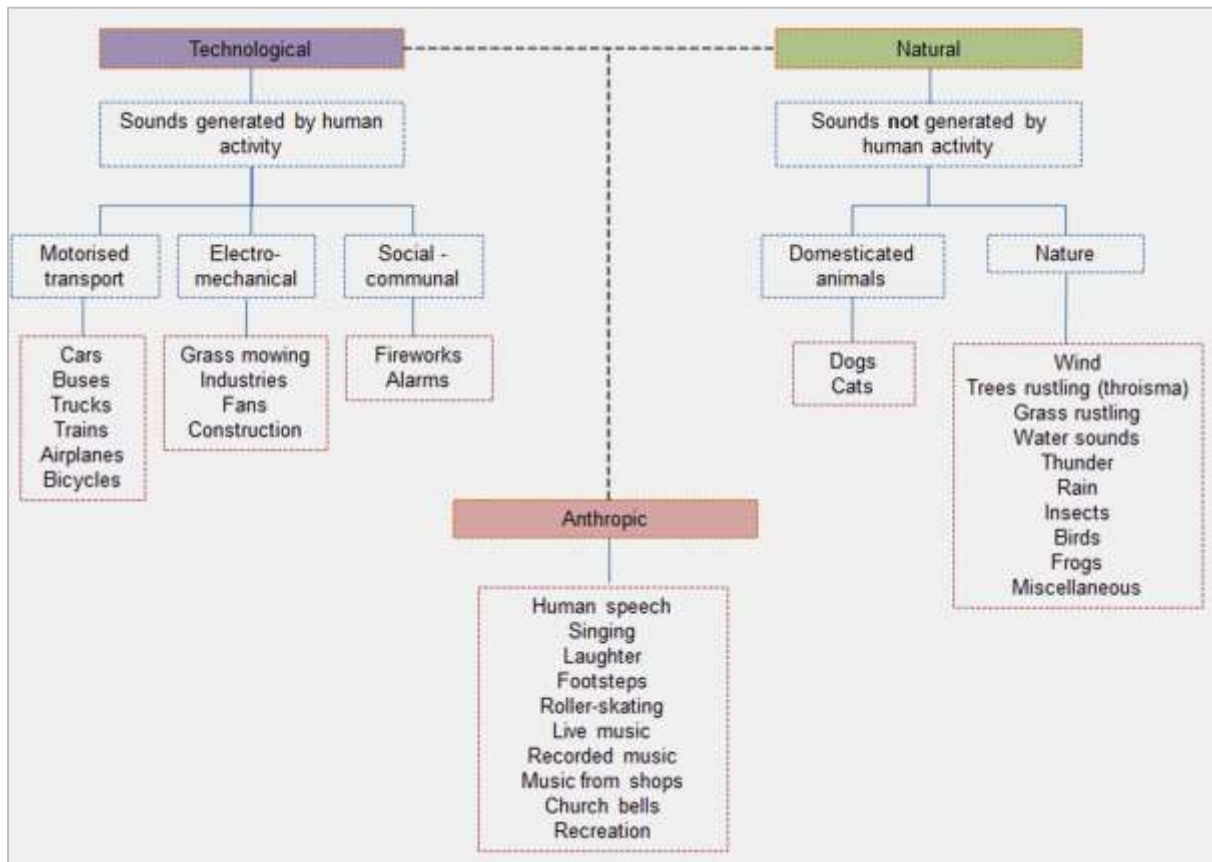 Technological
Natural
Sounds generated by human
activity
Sounds not generated by
human activity
Motorised
transport
Electro-
mechanical
Social -
communal
Domesticated
animals
Nature
Cars
Buses
Trucks
Trains
Airplanes
Bicycles
Grass mowing
Industries
Fans
Construction
Fireworks
Alarms
Dogs
Cats
Wind
Trees rustling (throisma)
Grass rustling
Water sounds
Thunder
Rain
Insects
Birds
Frogs
Miscellaneous
Anthropic
Human speech
Singing
Laughter
Footsteps
Roller-skating
Live music
Recorded music
Music from shops
Church bells
Recreation